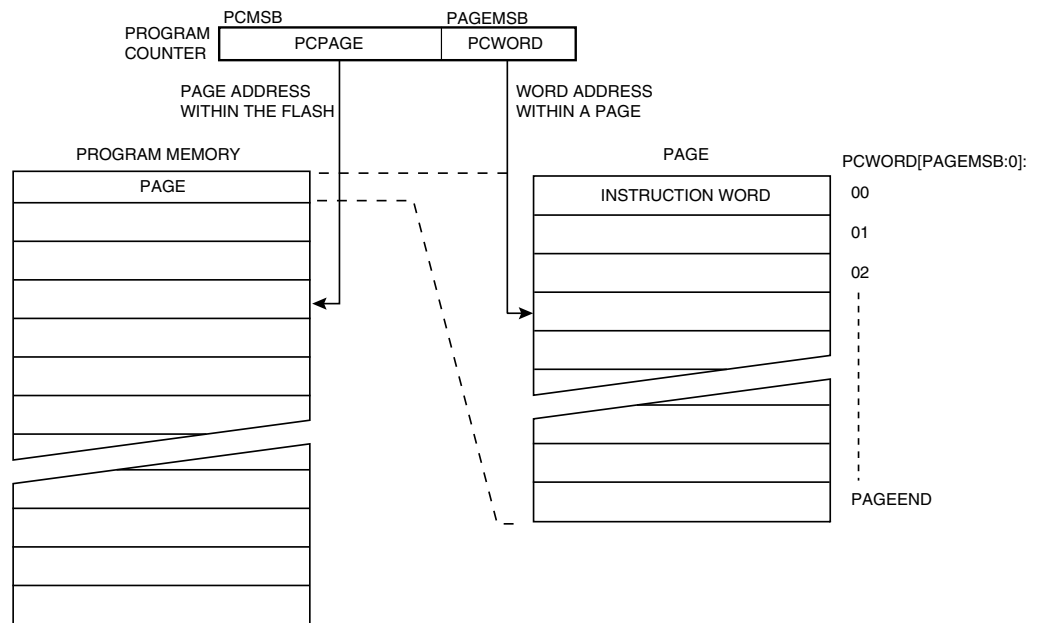 PCMSB
PAGEMSB
PROGRAM
COUNTER
PCPAGE
PCWORD
PAGE ADDRESS
WITHIN THE FLASH
WORD ADDRESS
WITHIN A PAGE
PROGRAM MEMORY
PAGE
PAGE
PCWORD[PAGEMSB:0]:
INSTRUCTION WORD
00
01
02
PAGEEND